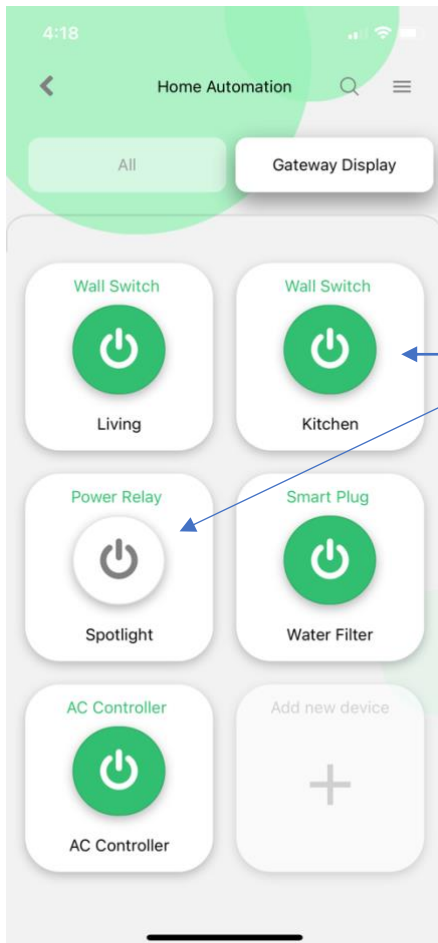 4:18
Home Automation
All
Gateway Display
Wall Switch
Wall Switch
Living
Kitchen
Power Relay
Smart Plug
Spotlight
Water Filter
AC Controller
Add new device
AC Controller